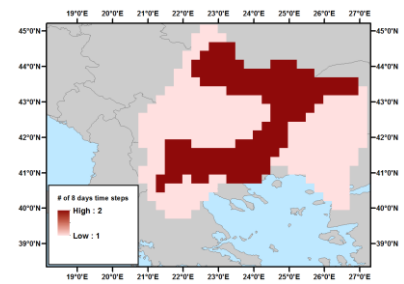 19°0'E 20°0'E 21°0'E 22°0'E 23°0'E 24°0'E 25°0'E 26°0'E 27°0'E
45°0'N 45°0'N
44°0'N 44°0'N
43°0'N 43°0'N
42°0'N 42°0'N
41°0'N 41°0'N
40°0'N 40°0'N
39°0'N 39°0'N
# of 8 days time steps
High : 2
Low : 1
19°0'E 20°0'E 21°0'E 22°0'E 23°0'E 24°0'E 25°0'E 26°0'E 27°0'E